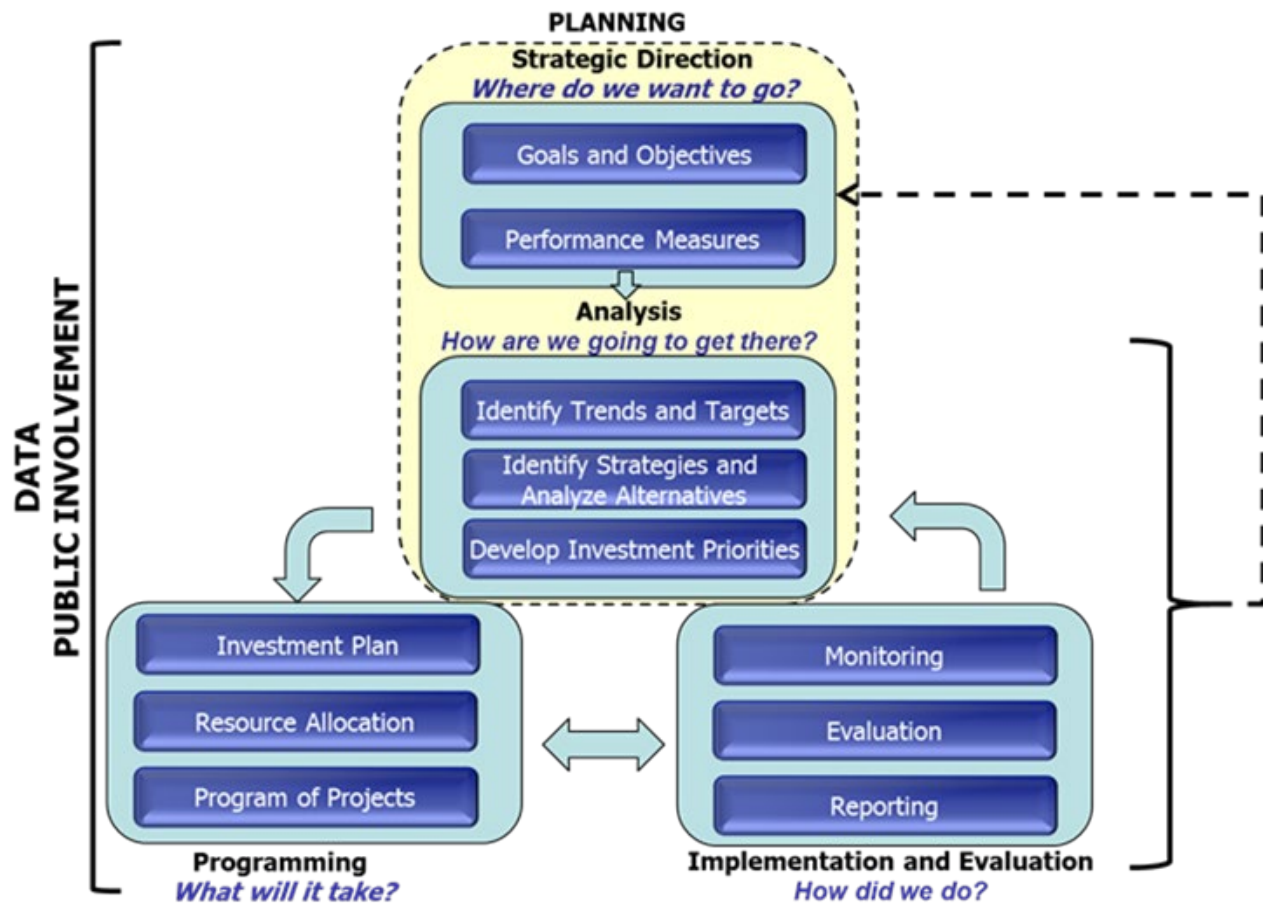 PLANNING
Strategic Direction
Where do we want to go?
Goals and Objectives
Performance Measures
Analysis
How are we going to get there?
Identify Trends and Targets
Identify Strategies and
Analyze Alternatives
Develop Investment Priorities
DATA
PUBLIC INVOLVEMENT
Investment Plan
Resource Allocation
Program of Projects
Programming
What will it take?
Monitoring
Evaluation
Reporting
Implementation and Evaluation
How did we do?